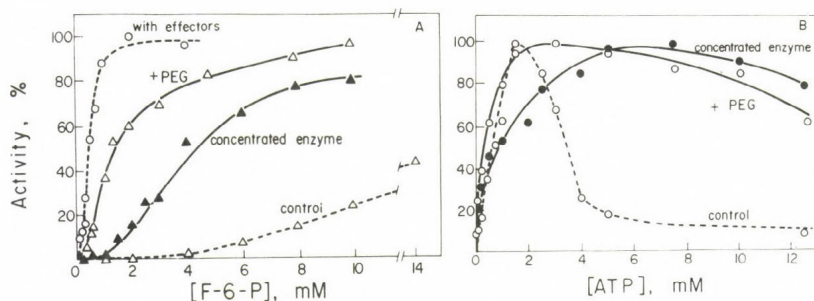 A
with effectors
+ PEG
concentrated enzyme
control
Activity, %
100
80
60
40
20
0 2 4 6 8 10 14
[F-6-P], mM
B
concentrated enzyme
+ PEG
control
100
80
60
40
20
0 2 4 6 8 10 12
[ATP], mM